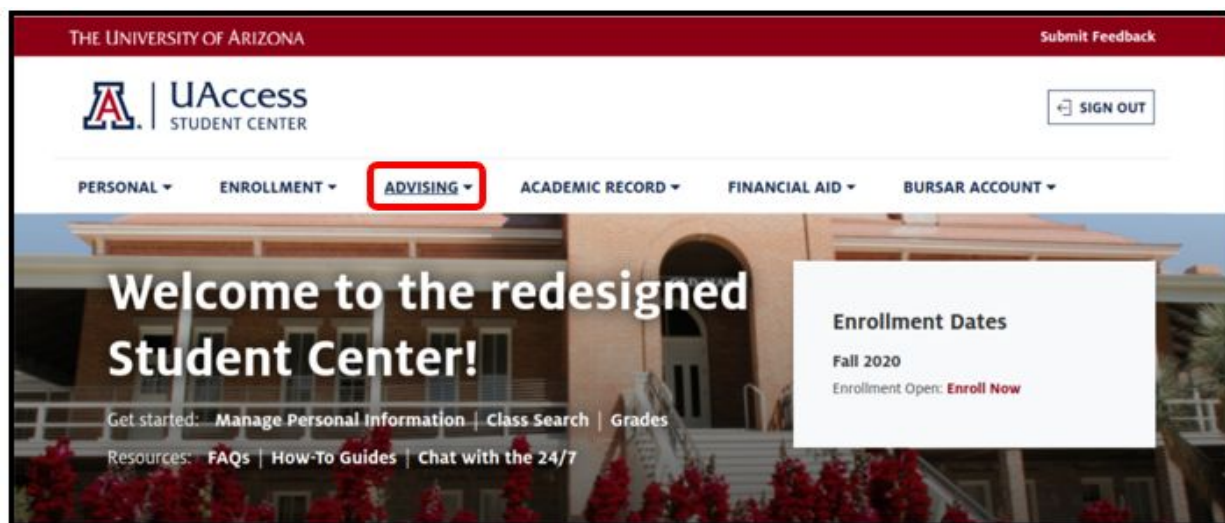 THE UNIVERSITY OF ARIZONA
Submit Feedback
A. UAccess
STUDENT CENTER
SIGN OUT
PERSONAL ENROLLMENT ADVISING ACADEMIC RECORD FINANCIAL AID BURSAR ACCOUNT
Welcome to the redesigned
Student Center!
Get started: Manage Personal Information | Class Search | Grades
Resources: FAQs | How-To Guides | Chat with the 24/7
Enrollment Dates
Fall 2020
Enrollment Open: Enroll Now